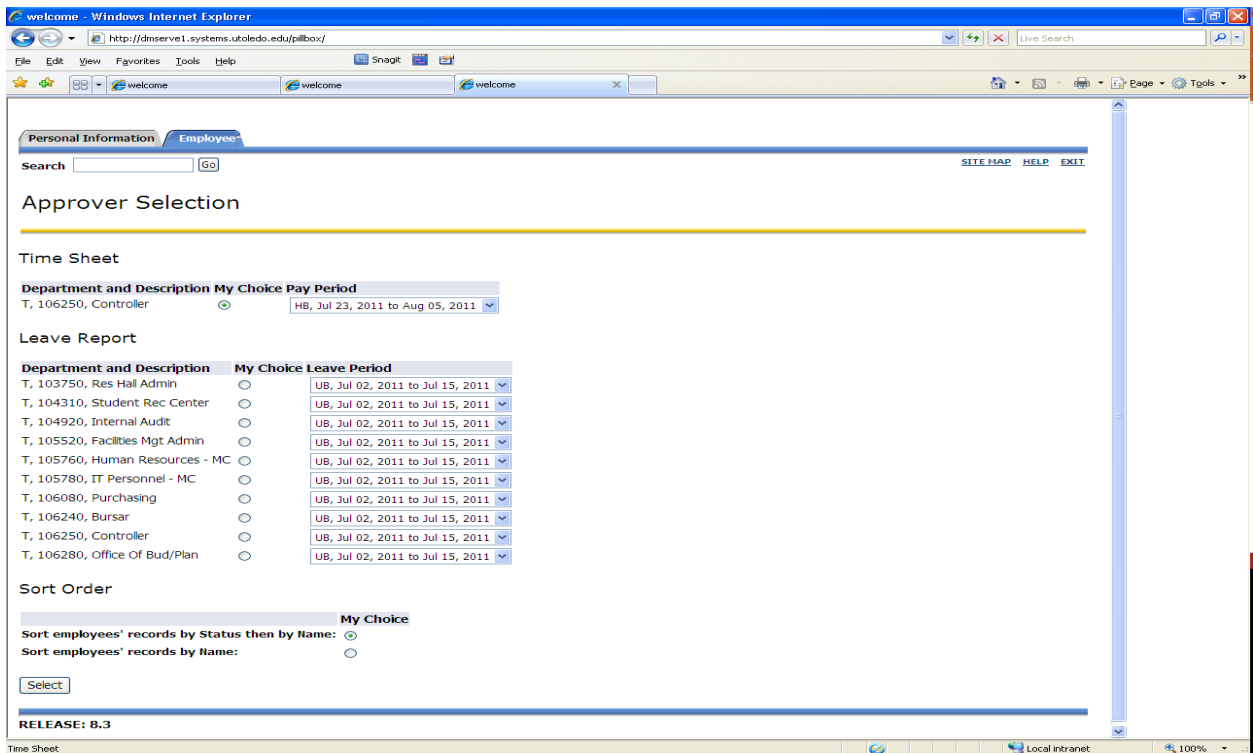 welcome - Windows Internet Explorer
http://dmserve1.systems.utoledo.edu/pillbox/
Live Search
File Edit View Favorites Tools Help
Snagit
welcome welcome welcome
Page Tools
Personal Information Employee
Search Go
SITE MAP HELP EXIT
Approver Selection
Time Sheet
Department and Description My Choice Pay Period
T, 106250, Controller HB, Jul 23, 2011 to Aug 05, 2011
Leave Report
Department and Description My Choice Leave Period
T, 103750, Res Hall Admin UB, Jul 02, 2011 to Jul 15, 2011
T, 104310, Student Rec Center UB, Jul 02, 2011 to Jul 15, 2011
T, 104920, Internal Audit UB, Jul 02, 2011 to Jul 15, 2011
T, 105520, Facilities Mgt Admin UB, Jul 02, 2011 to Jul 15, 2011
T, 105760, Human Resources - MC UB, Jul 02, 2011 to Jul 15, 2011
T, 105780, IT Personnel - MC UB, Jul 02, 2011 to Jul 15, 2011
T, 106080, Purchasing UB, Jul 02, 2011 to Jul 15, 2011
T, 106240, Bursar UB, Jul 02, 2011 to Jul 15, 2011
T, 106250, Controller UB, Jul 02, 2011 to Jul 15, 2011
T, 106280, Office Of Bud/Plan UB, Jul 02, 2011 to Jul 15, 2011
Sort Order
My Choice
Sort employees' records by Status then by Name:
Sort employees' records by Name:
Select
RELEASE: 8.3
Time Sheet Local intranet 100%